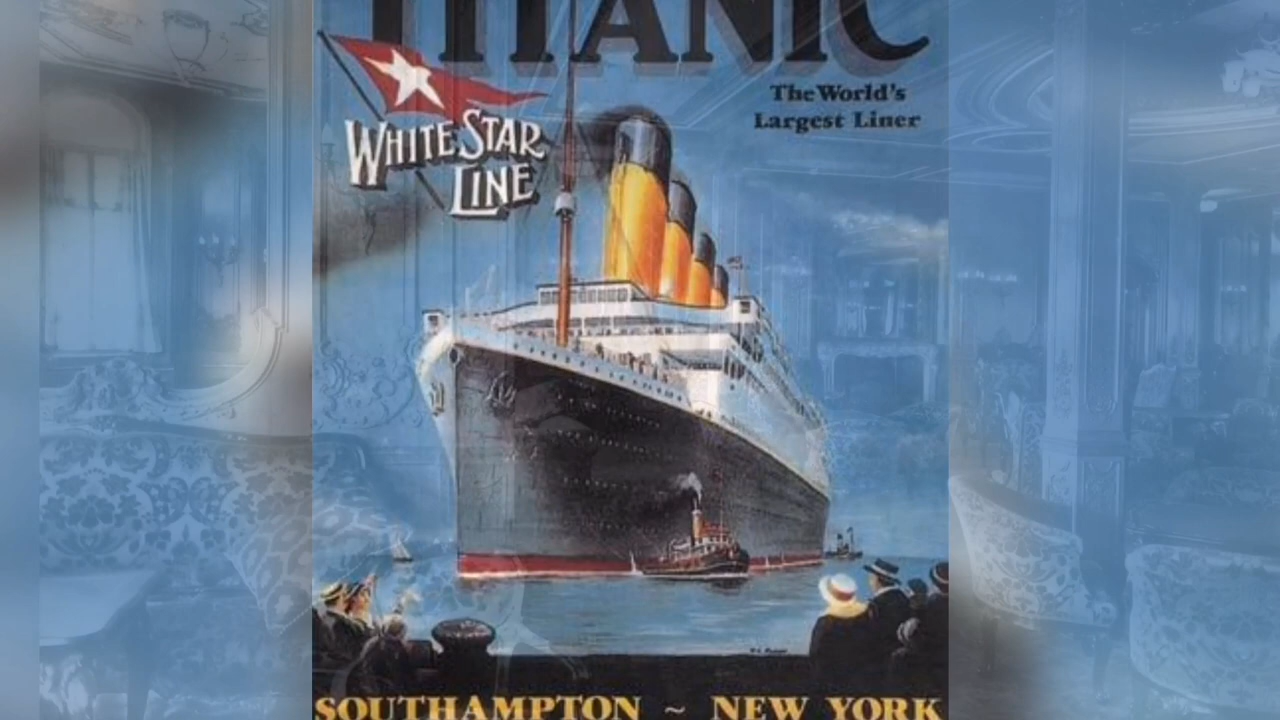 TITANIC
WHITE STAR
LINE
The World's
Largest Liner
SOUTHAMPTON ~ NEW YORK